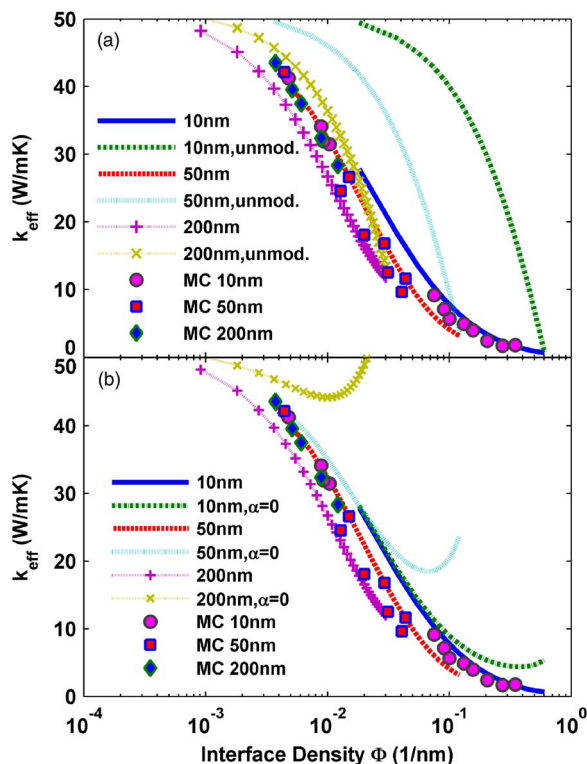 (a)
50
40
30
20
10
0
k_eff (W/mK)
10nm
10nm,unmod.
50nm
50nm,unmod.
200nm
200nm,unmod.
MC 10nm
MC 50nm
MC 200nm
(b)
50
40
30
20
10
0
k_eff (W/mK)
10nm
10nm,α=0
50nm
50nm,α=0
200nm
200nm,α=0
MC 10nm
MC 50nm
MC 200nm
10^-4 10^-3 10^-2 10^-1 10^0
Interface Density Φ (1/nm)